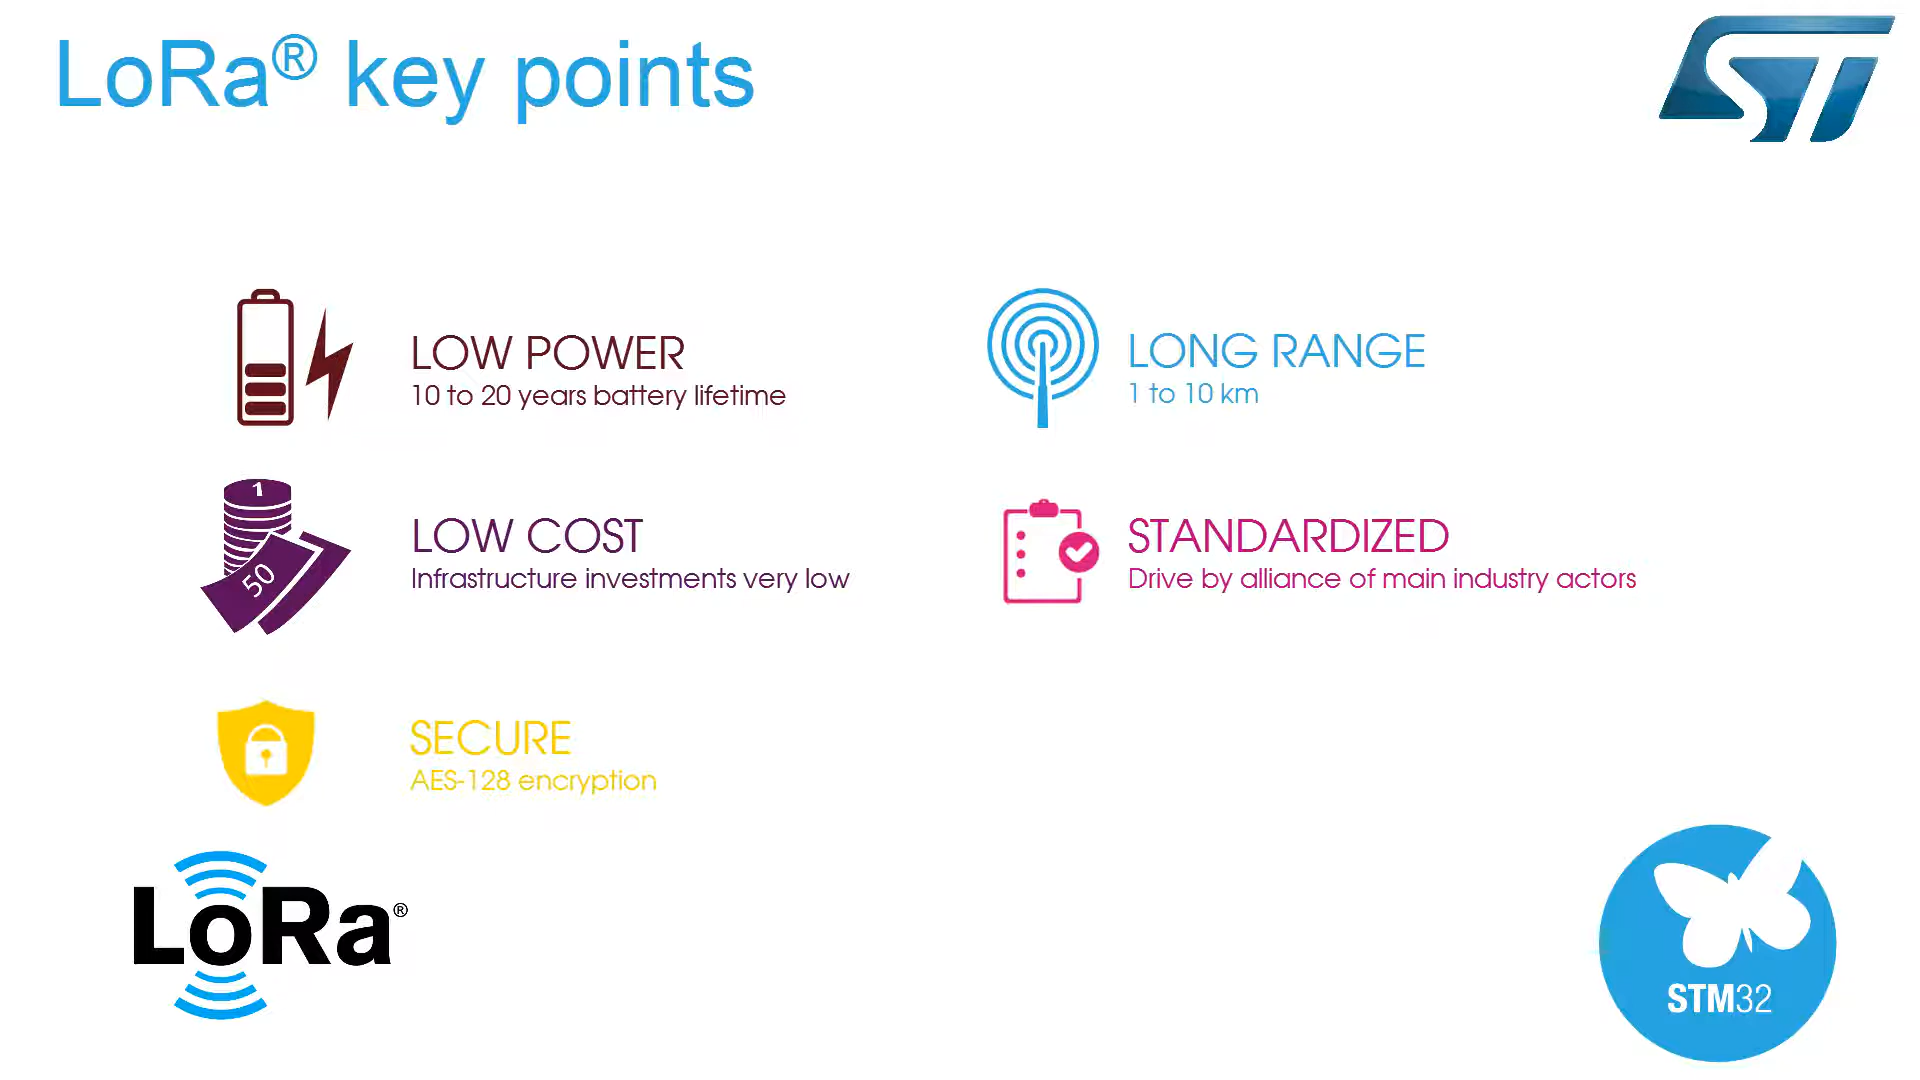 LoRa® key points
ST
LOW POWER
10 to 20 years battery lifetime
LONG RANGE
1 to 10 km
1
50
LOW COST
Infrastructure investments very low
STANDARDIZED
Drive by alliance of main industry actors
SECURE
AES-128 encryption
LoRa®
STM32